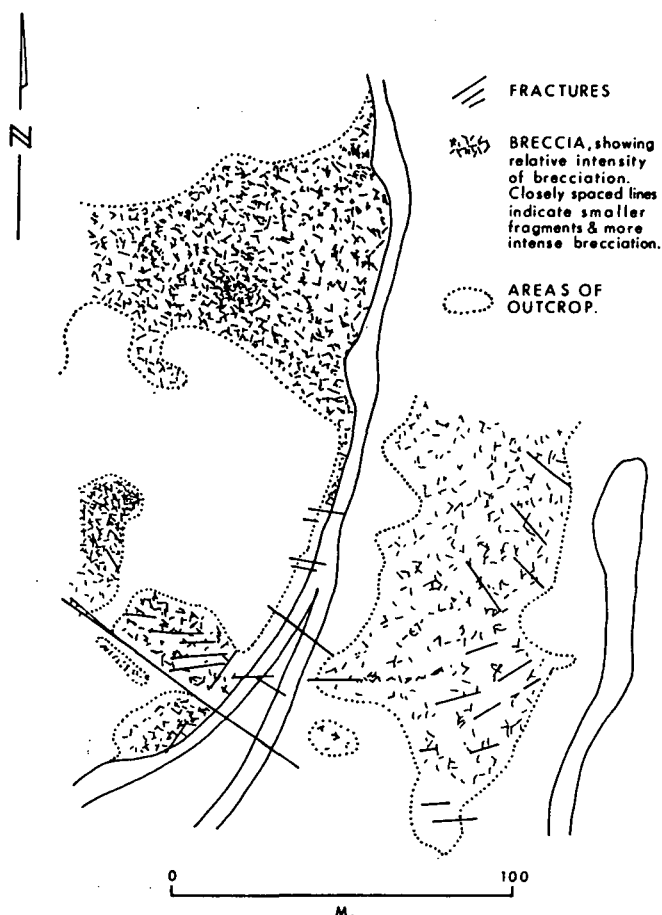 N
FRACTURES
BRECCIA, showing
relative intensity
of brecciation.
Closely spaced lines
indicate smaller
fragments & more
intense brecciation.
AREAS OF
OUTCROP.
0 100
M.